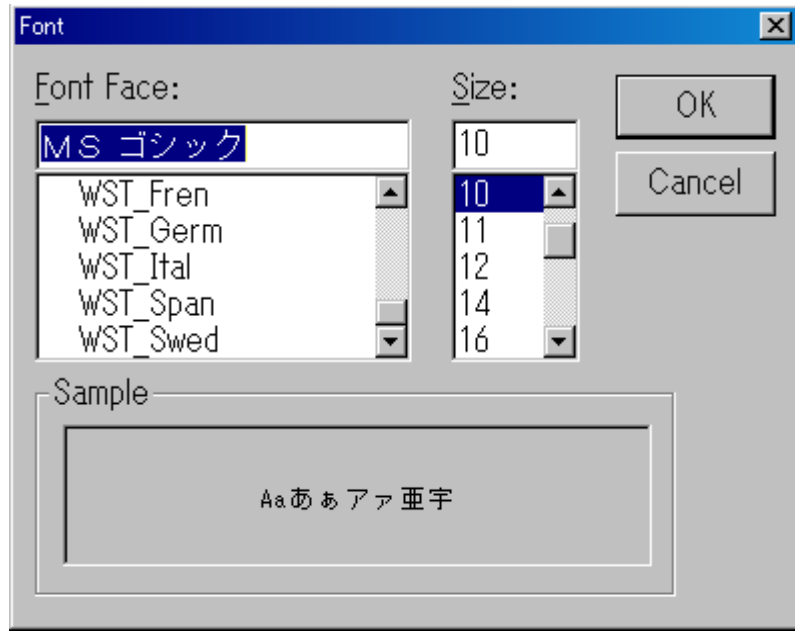 Font
Font Face:
ＭＳ ゴシック
WST_Fren
WST_Germ
WST_Ital
WST_Span
WST_Swed
Size:
10
10
11
12
14
16
OK
Cancel
Sample
Aaあぁアァ亜宇